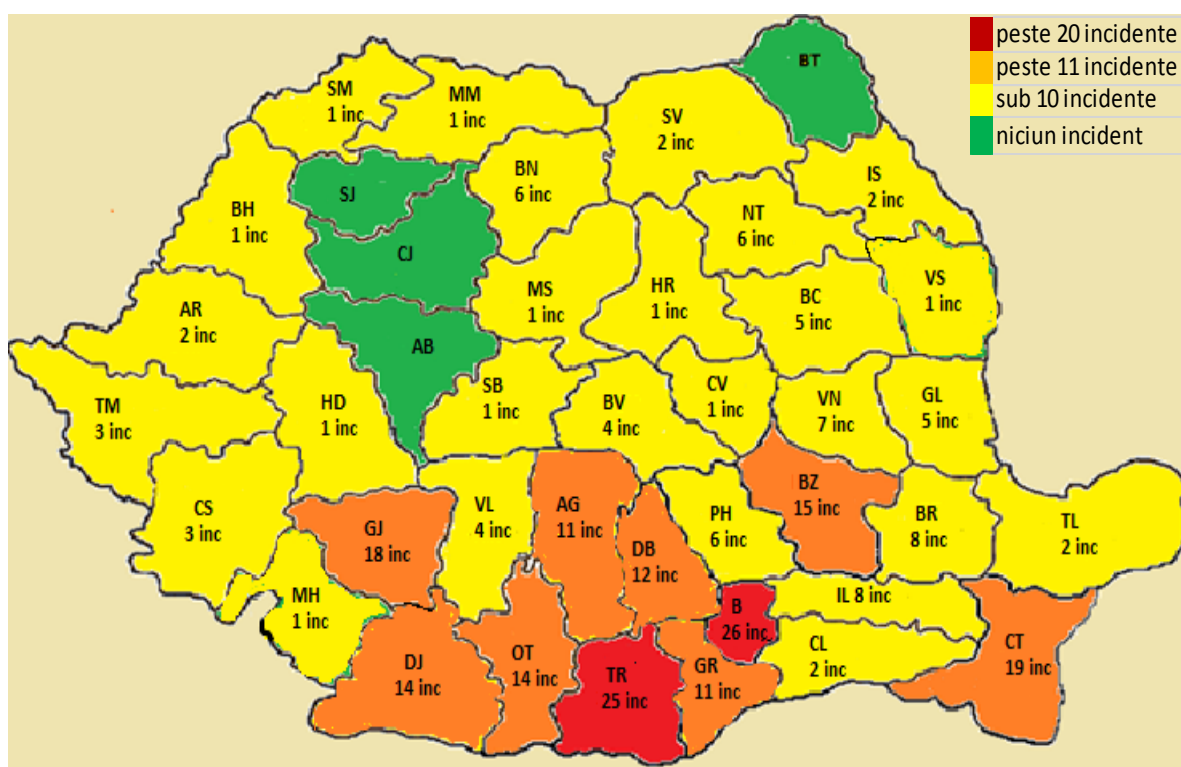 peste 20 incidente
peste 11 incidente
sub 10 incidente
niciun incident
BT
SM
1 inc
MM
1 inc
SV
2 inc
IS
2 inc
BN
6 inc
SJ
BH
1 inc
NT
6 inc
CJ
VS
1 inc
MS
1 inc
HR
1 inc
BC
5 inc
AR
2 inc
AB
SB
1 inc
CV
1 inc
VN
7 inc
GL
5 inc
TM
3 inc
HD
1 inc
BV
4 inc
BZ
15 inc
CS
3 inc
GJ
18 inc
VL
4 inc
AG
11 inc
PH
6 inc
BR
8 inc
TL
2 inc
DB
12 inc
MH
1 inc
B
26 inc
IL 8 inc
DJ
14 inc
OT
14 inc
TR
25 inc
GR
11 inc
CL
2 inc
CT
19 inc